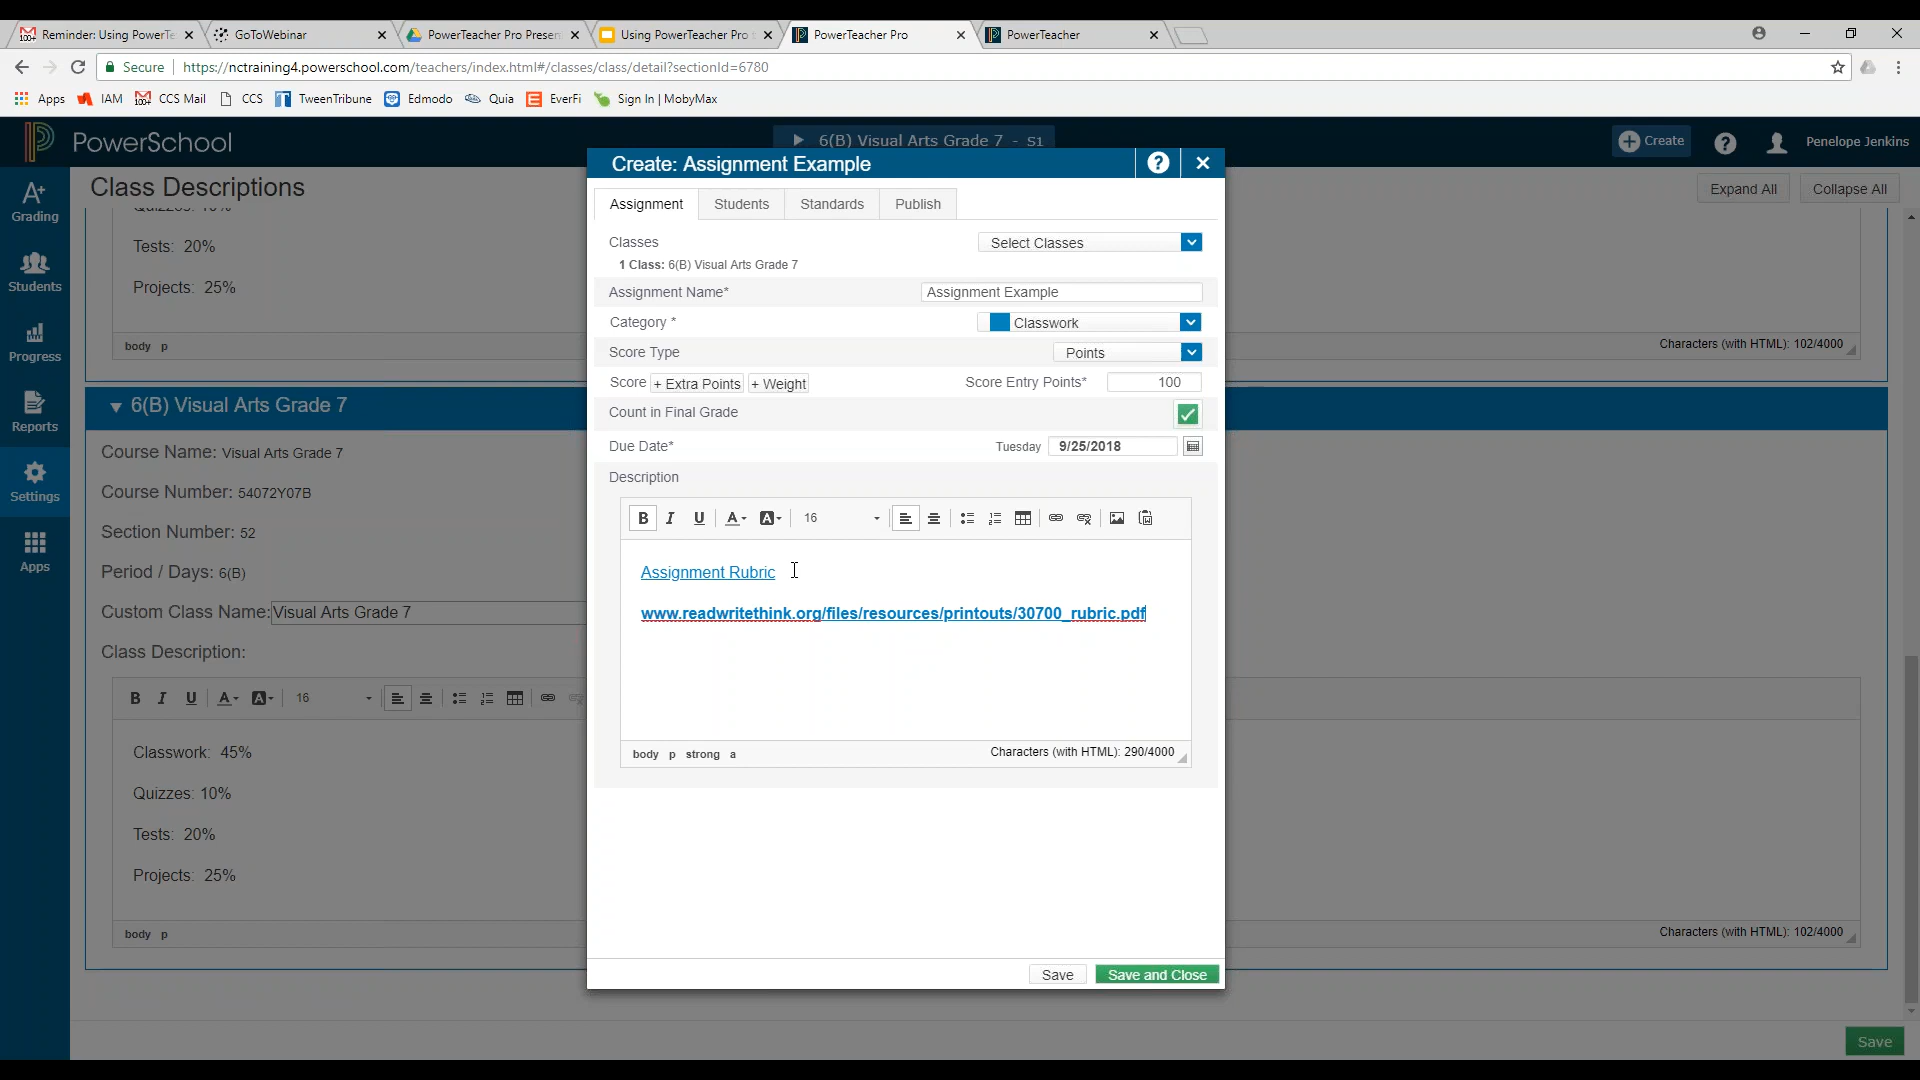 Reminder: Using PowerTe
GoToWebinar
PowerTeacher Pro Presen
Using PowerTeacher Pro t
PowerTeacher Pro
PowerTeacher
Secure https://nctraining4.powerschool.com/teachers/index.html#/classes/class/detail?sectionId=6780
Apps IAM CCS Mail CCS TweenTribune Edmodo Quia EverFi Sign In | MobyMax
PowerSchool
6(B) Visual Arts Grade 7 - S1
Create
Penelope Jenkins
Class Descriptions
Expand All
Collapse All
Grading
Students
Progress
Reports
Settings
Apps
Quizzes: 10%
Tests: 20%
Projects: 25%
body p
Characters (with HTML): 102/4000
6(B) Visual Arts Grade 7
Course Name: Visual Arts Grade 7
Course Number: 54072Y07B
Section Number: 52
Period / Days: 6(B)
Custom Class Name: Visual Arts Grade 7
Class Description:
B I U A A 16
Classwork: 45%
Quizzes: 10%
Tests: 20%
Projects: 25%
body p
Characters (with HTML): 102/4000
Save
Create: Assignment Example
?
Assignment Students Standards Publish
Classes
Select Classes
1 Class: 6(B) Visual Arts Grade 7
Assignment Name*
Assignment Example
Category *
Classwork
Score Type
Points
Score + Extra Points + Weight
Score Entry Points*
100
Count in Final Grade
Due Date*
Tuesday 9/25/2018
Description
B I U A A 16
Assignment Rubric
www.readwritethink.org/files/resources/printouts/30700_rubric.pdf
body p strong a
Characters (with HTML): 290/4000
Save
Save and Close